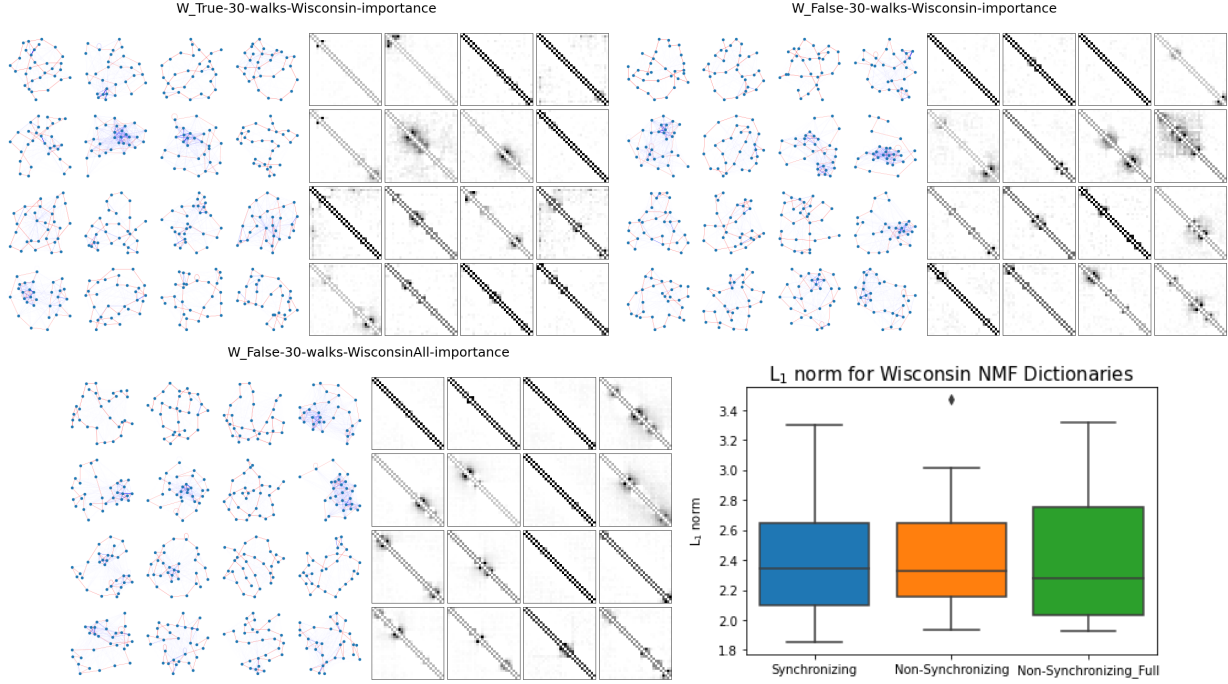 W_True-30-walks-Wisconsin-importance
W_False-30-walks-Wisconsin-importance
W_False-30-walks-WisconsinAll-importance
L₁ norm for Wisconsin NMF Dictionaries
L₁ norm
3.4
3.2
3.0
2.8
2.6
2.4
2.2
2.0
1.8
Synchronizing
Non-Synchronizing
Non-Synchronizing_Full